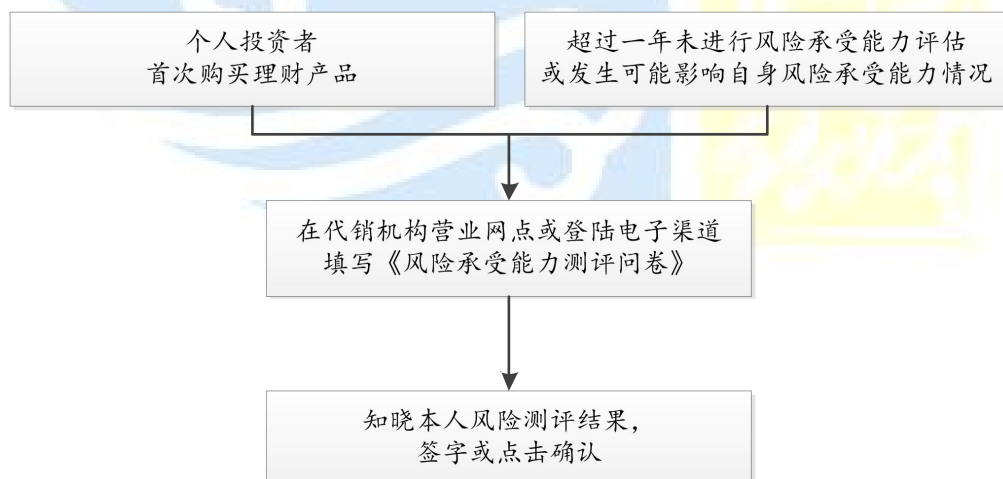 个人投资者
首次购买理财产品
超过一年未进行风险承受能力评估
或发生可能影响自身风险承受能力情况
在代销机构营业网点或登陆电子渠道
填写《风险承受能力测评问卷》
知晓本人风险测评结果，
签字或点击确认